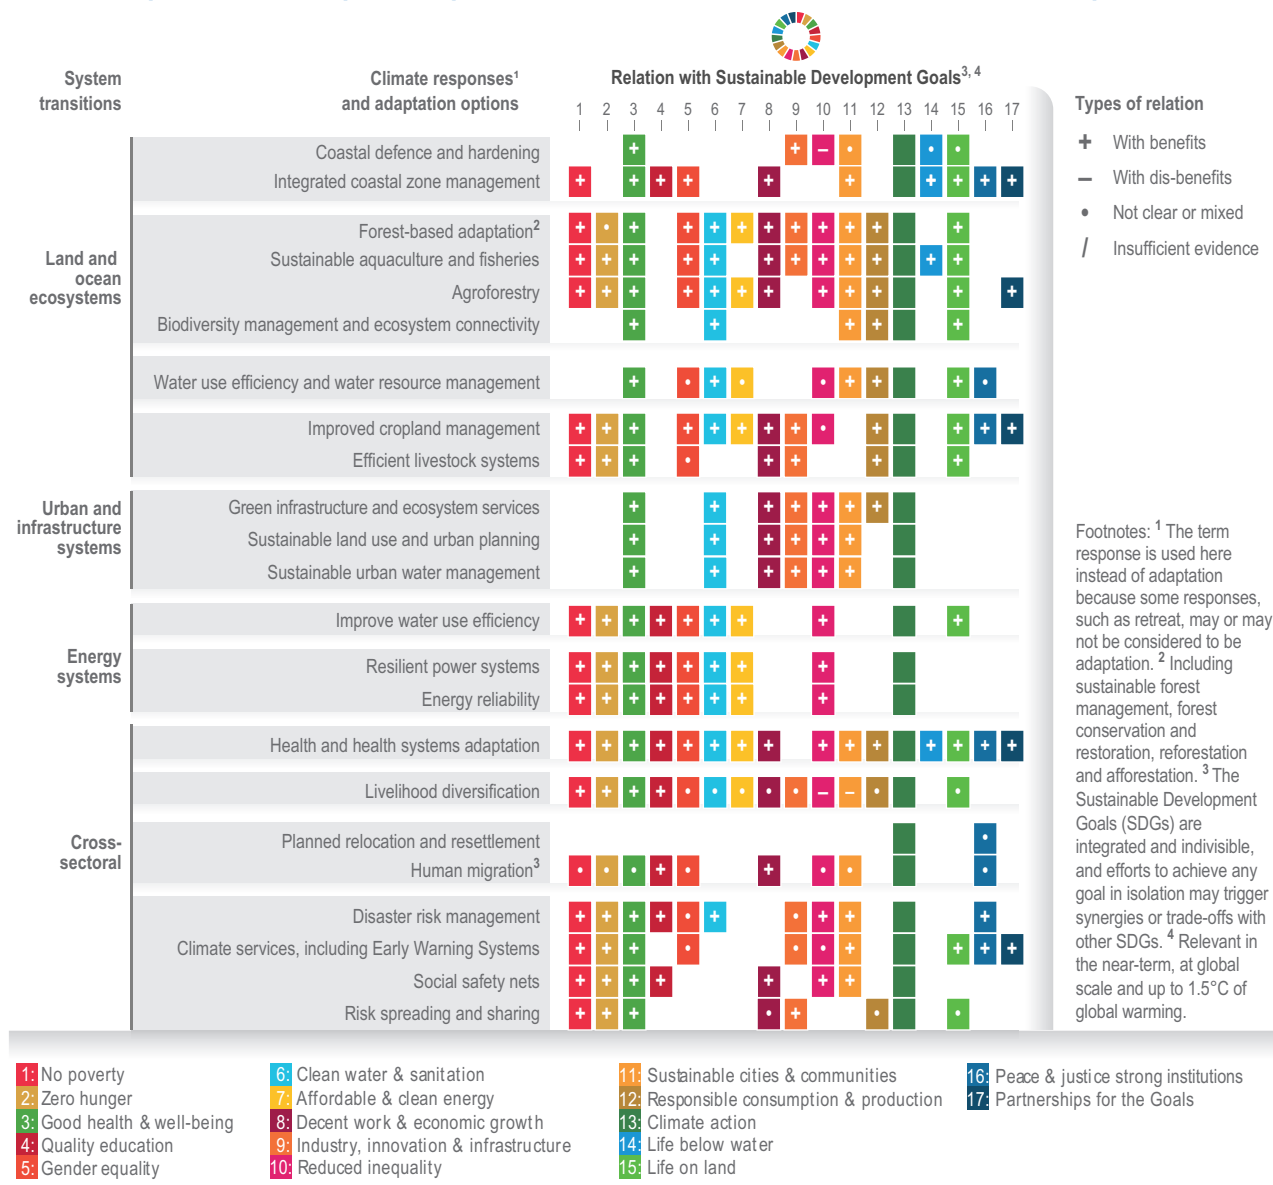 System
transitions
Climate responses¹
and adaptation options
Relation with Sustainable Development Goals³, ⁴
1 2 3 4 5 6 7 8 9 10 11 12 13 14 15 16 17
Types of relation
+ With benefits
– With dis-benefits
• Not clear or mixed
/ Insufficient evidence
Land and
ocean
ecosystems
Coastal defence and hardening
+ + – • • •
Integrated coastal zone management
+ + + + + + + + + +
Forest-based adaptation²
+ • + + + + + + + + + +
Sustainable aquaculture and fisheries
+ + + + + + + + + + + +
Agroforestry
+ + + + + + + + + + + +
Biodiversity management and ecosystem connectivity
+ + + + +
Water use efficiency and water resource management
+ • + • • + + + •
Improved cropland management
+ + + + + + + + • + + + +
Efficient livestock systems
+ + + • + + + +
Urban and
infrastructure
systems
Green infrastructure and ecosystem services
+ + + + + + +
Sustainable land use and urban planning
+ + + + + +
Sustainable urban water management
+ + + + + +
Energy
systems
Improve water use efficiency
+ + + + + + + + +
Resilient power systems
+ + + + + + + +
Energy reliability
+ + + + + + + +
Cross-
sectoral
Health and health systems adaptation
+ + + + + + + + + + + + + + +
Livelihood diversification
+ + + + • • • • • – – • •
Planned relocation and resettlement
•
Human migration³
• • • + • + • • •
Disaster risk management
+ + + + • + • + + +
Climate services, including Early Warning Systems
+ + + • • • + + + +
Social safety nets
+ + + + + + +
Risk spreading and sharing
+ + + • + • •
Footnotes: ¹ The term
response is used here
instead of adaptation
because some responses,
such as retreat, may or may
not be considered to be
adaptation. ² Including
sustainable forest
management, forest
conservation and
restoration, reforestation
and afforestation. ³ The
Sustainable Development
Goals (SDGs) are
integrated and indivisible,
and efforts to achieve any
goal in isolation may trigger
synergies or trade-offs with
other SDGs. ⁴ Relevant in
the near-term, at global
scale and up to 1.5°C of
global warming.
1: No poverty
2: Zero hunger
3: Good health & well-being
4: Quality education
5: Gender equality
6: Clean water & sanitation
7: Affordable & clean energy
8: Decent work & economic growth
9: Industry, innovation & infrastructure
10: Reduced inequality
11: Sustainable cities & communities
12: Responsible consumption & production
13: Climate action
14: Life below water
15: Life on land
16: Peace & justice strong institutions
17: Partnerships for the Goals